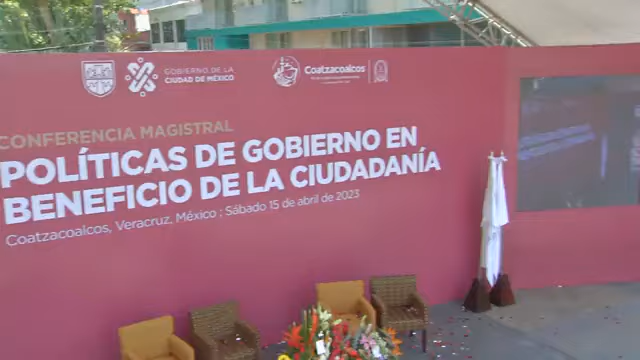 GOBIERNO DE LA
CIUDAD DE MÉXICO
Coatzacoalcos
CONFERENCIA MAGISTRAL
POLÍTICAS DE GOBIERNO EN
BENEFICIO DE LA CIUDADANÍA
Coatzacoalcos, Veracruz, México ; Sábado 15 de abril de 2023